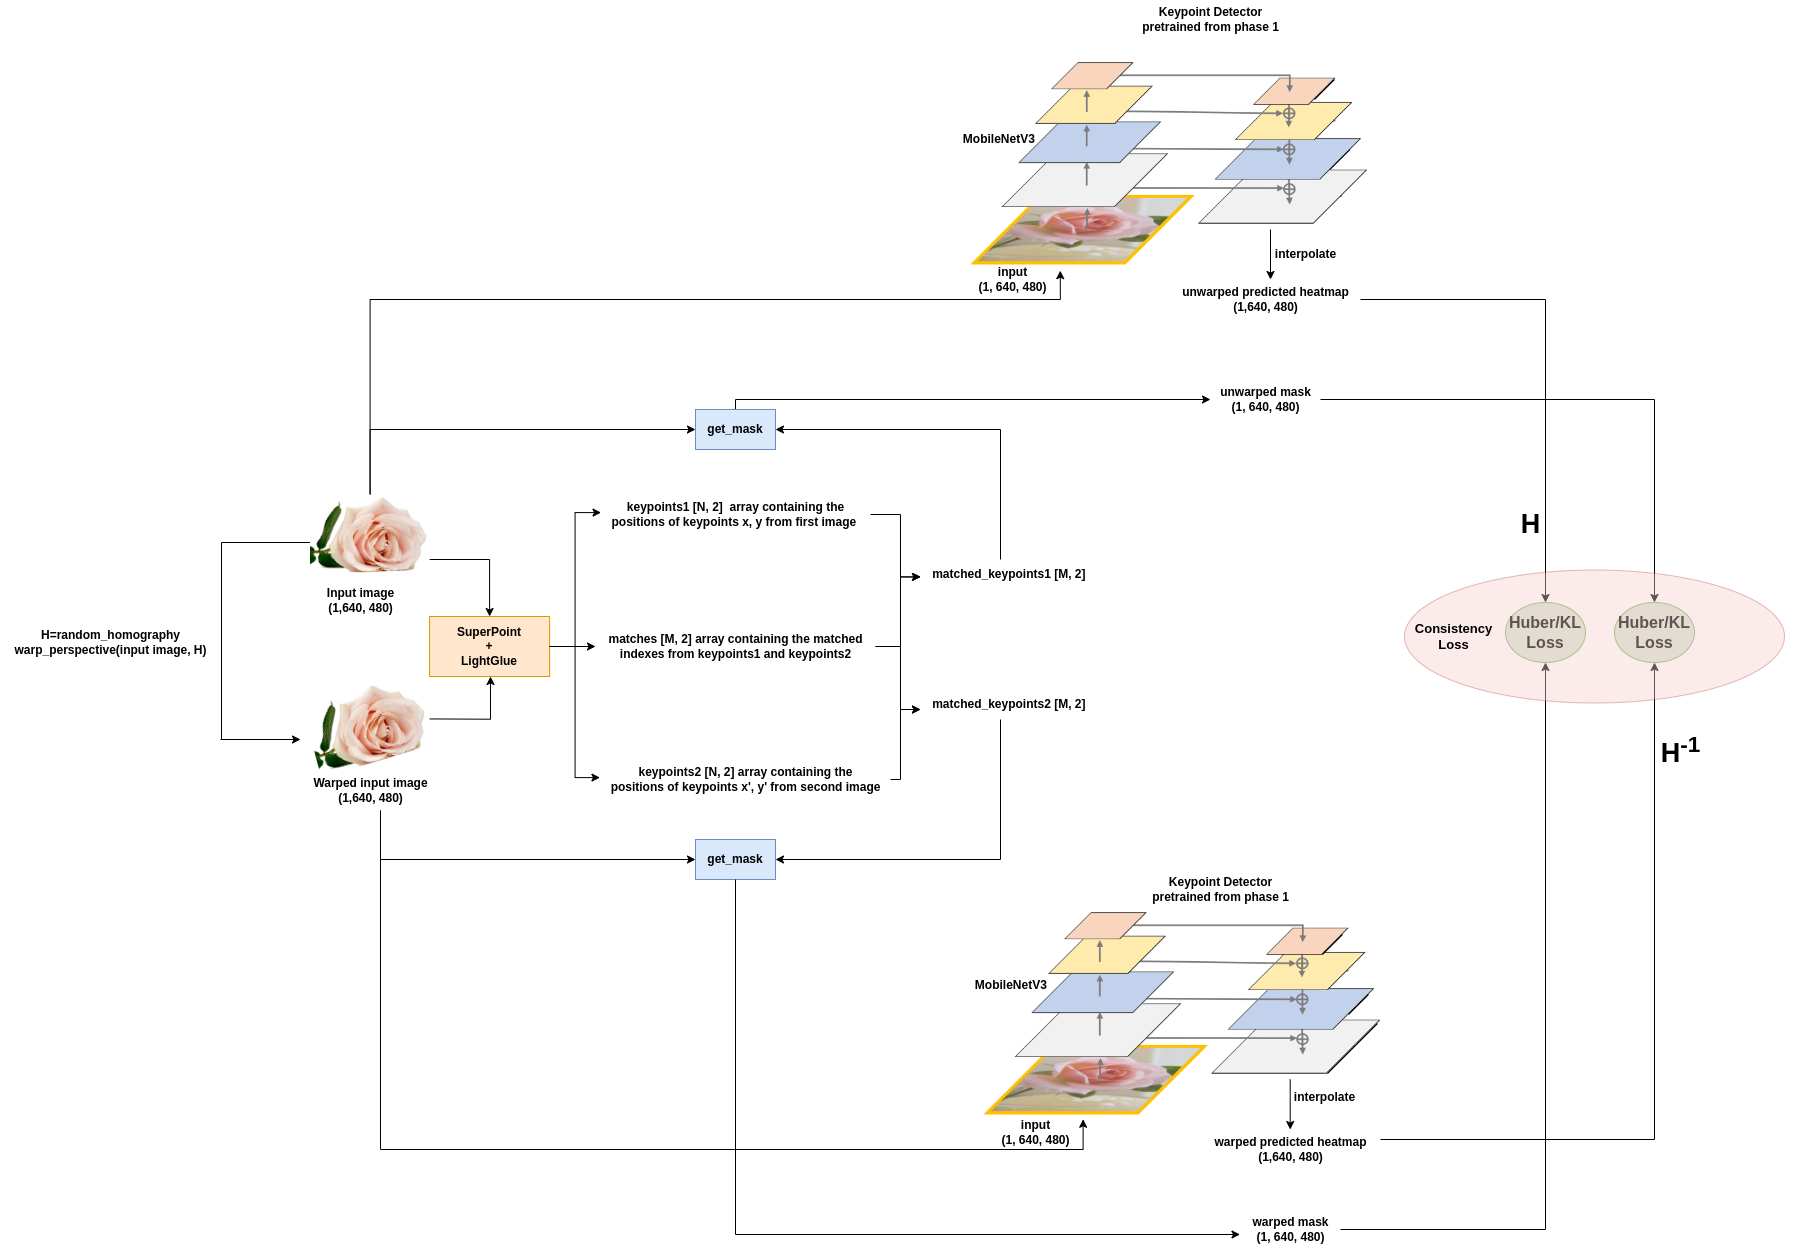 Keypoint Detector
pretrained from phase 1
MobileNetV3
input
(1, 640, 480)
interpolate
unwarped predicted heatmap
(1,640, 480)
unwarped mask
(1, 640, 480)
get_mask
keypoints1 [N, 2]  array containing the
positions of keypoints x, y from first image
H
matched_keypoints1 [M, 2]
Input image
(1,640, 480)
H=random_homography
warp_perspective(input image, H)
SuperPoint
+
LightGlue
matches [M, 2] array containing the matched
indexes from keypoints1 and keypoints2
Consistency
Loss
Huber/KL
Loss
Huber/KL
Loss
matched_keypoints2 [M, 2]
H-1
Warped input image
(1,640, 480)
keypoints2 [N, 2] array containing the
positions of keypoints x', y' from second image
get_mask
Keypoint Detector
pretrained from phase 1
MobileNetV3
input
(1, 640, 480)
interpolate
warped predicted heatmap
(1,640, 480)
warped mask
(1, 640, 480)